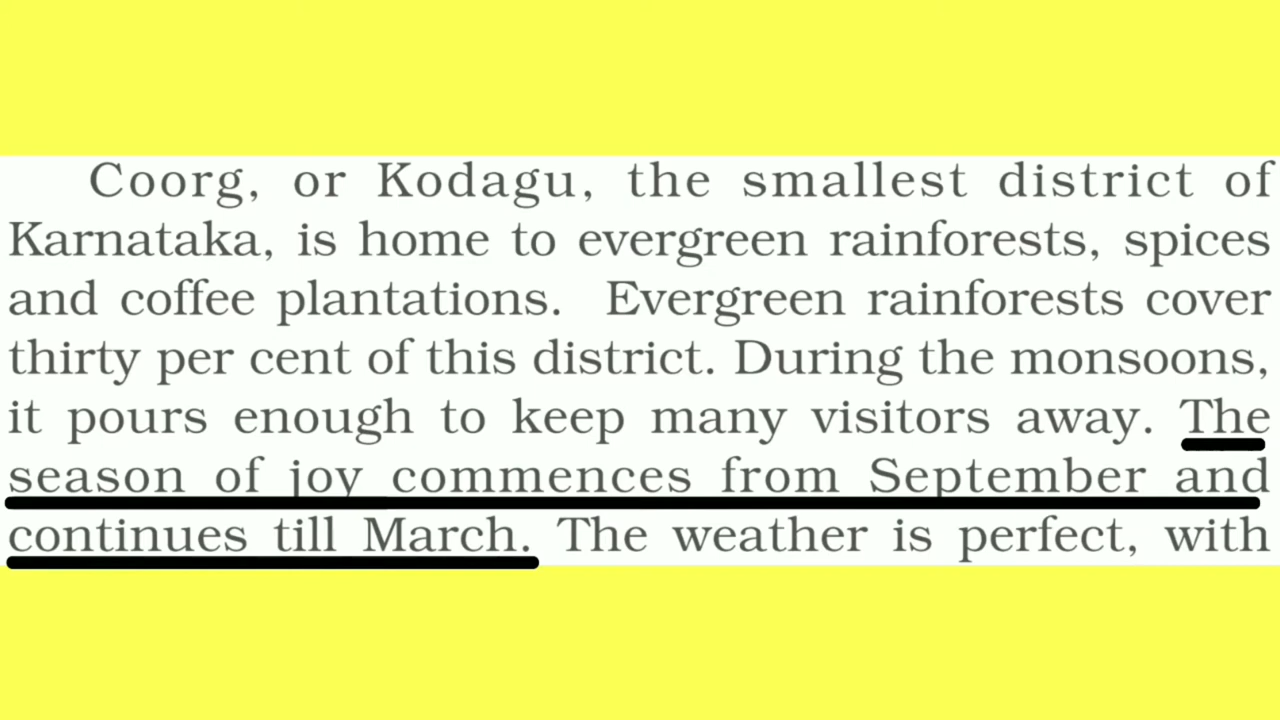 Coorg, or Kodagu, the smallest district of
Karnataka, is home to evergreen rainforests, spices
and coffee plantations. Evergreen rainforests cover
thirty per cent of this district. During the monsoons,
it pours enough to keep many visitors away. The
season of joy commences from September and
continues till March. The weather is perfect, with